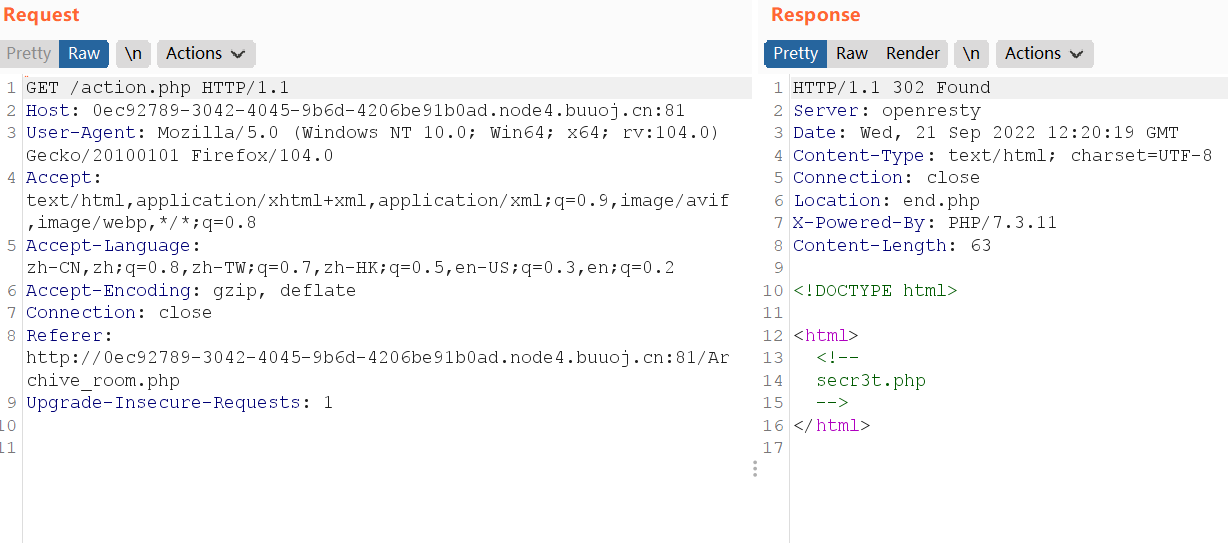 Request
Pretty Raw \n Actions
1 GET /action.php HTTP/1.1
2 Host: 0ec92789-3042-4045-9b6d-4206be91b0ad.node4.buuoj.cn:81
3 User-Agent: Mozilla/5.0 (Windows NT 10.0; Win64; x64; rv:104.0)
Gecko/20100101 Firefox/104.0
4 Accept:
text/html,application/xhtml+xml,application/xml;q=0.9,image/avif
,image/webp,*/*;q=0.8
5 Accept-Language:
zh-CN,zh;q=0.8,zh-TW;q=0.7,zh-HK;q=0.5,en-US;q=0.3,en;q=0.2
6 Accept-Encoding: gzip, deflate
7 Connection: close
8 Referer:
http://0ec92789-3042-4045-9b6d-4206be91b0ad.node4.buuoj.cn:81/Ar
chive_room.php
9 Upgrade-Insecure-Requests: 1
10
11
Response
Pretty Raw Render \n Actions
1 HTTP/1.1 302 Found
2 Server: openresty
3 Date: Wed, 21 Sep 2022 12:20:19 GMT
4 Content-Type: text/html; charset=UTF-8
5 Connection: close
6 Location: end.php
7 X-Powered-By: PHP/7.3.11
8 Content-Length: 63
9
10 <!DOCTYPE html>
11
12 <html>
13 <!--
14 secr3t.php
15 -->
16 </html>
17